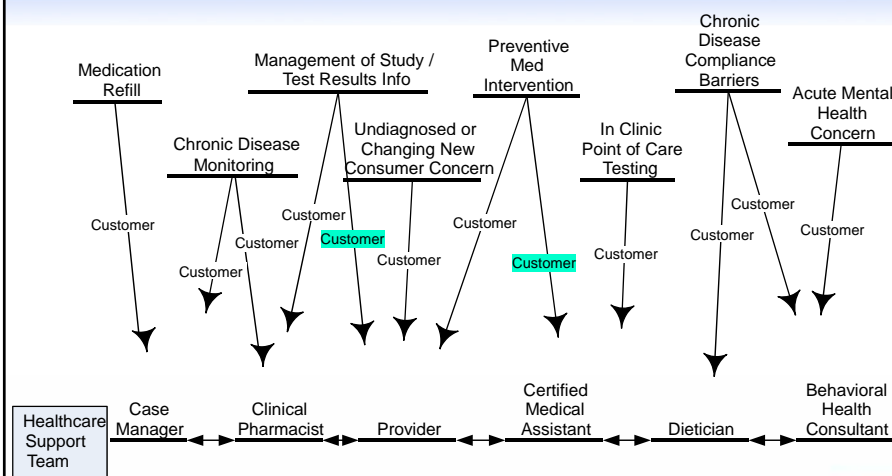 Medication
Refill
Chronic Disease
Monitoring
Management of Study /
Test Results Info
Undiagnosed or
Changing New
Consumer Concern
Preventive
Med
Intervention
In Clinic
Point of Care
Testing
Chronic
Disease
Compliance
Barriers
Acute Mental
Health
Concern
Customer
Customer
Customer
Customer
Customer
Customer
Customer
Customer
Customer
Customer
Customer
Customer
Healthcare
Support
Team
Case
Manager
Clinical
Pharmacist
Provider
Certified
Medical
Assistant
Dietician
Behavioral
Health
Consultant